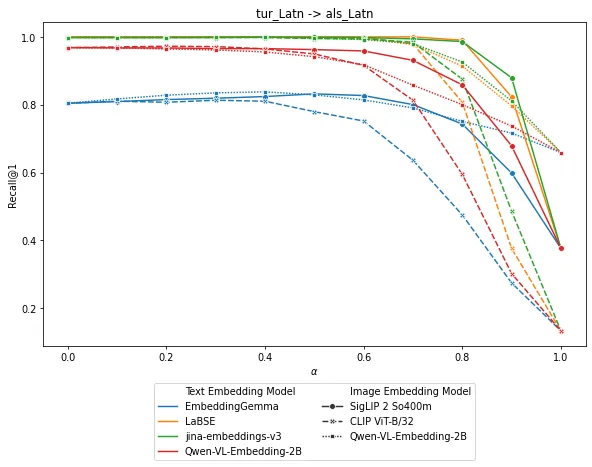 tur_Latn -> als_Latn
Recall@1
1.0
0.8
0.6
0.4
0.2
0.0 0.2 0.4 0.6 0.8 1.0
α
Text Embedding Model
EmbeddingGemma
LaBSE
jina-embeddings-v3
Qwen-VL-Embedding-2B
Image Embedding Model
SigLIP 2 So400m
CLIP ViT-B/32
Qwen-VL-Embedding-2B